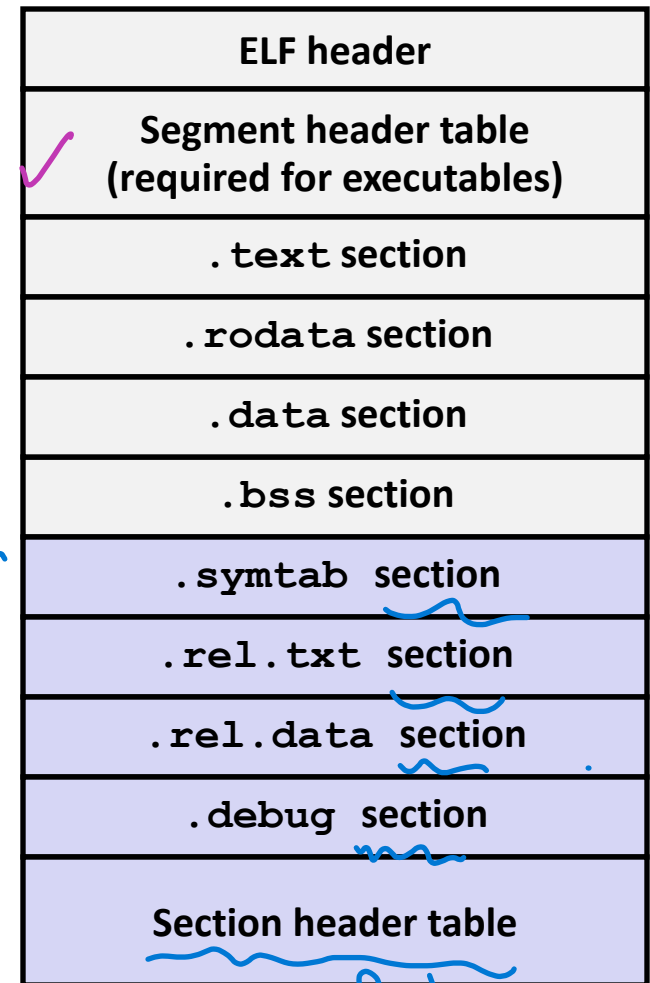 ELF header
Segment header table
(required for executables)
.text section
.rodata section
.data section
.bss section
.symtab section
.rel.txt section
.rel.data section
.debug section
Section header table